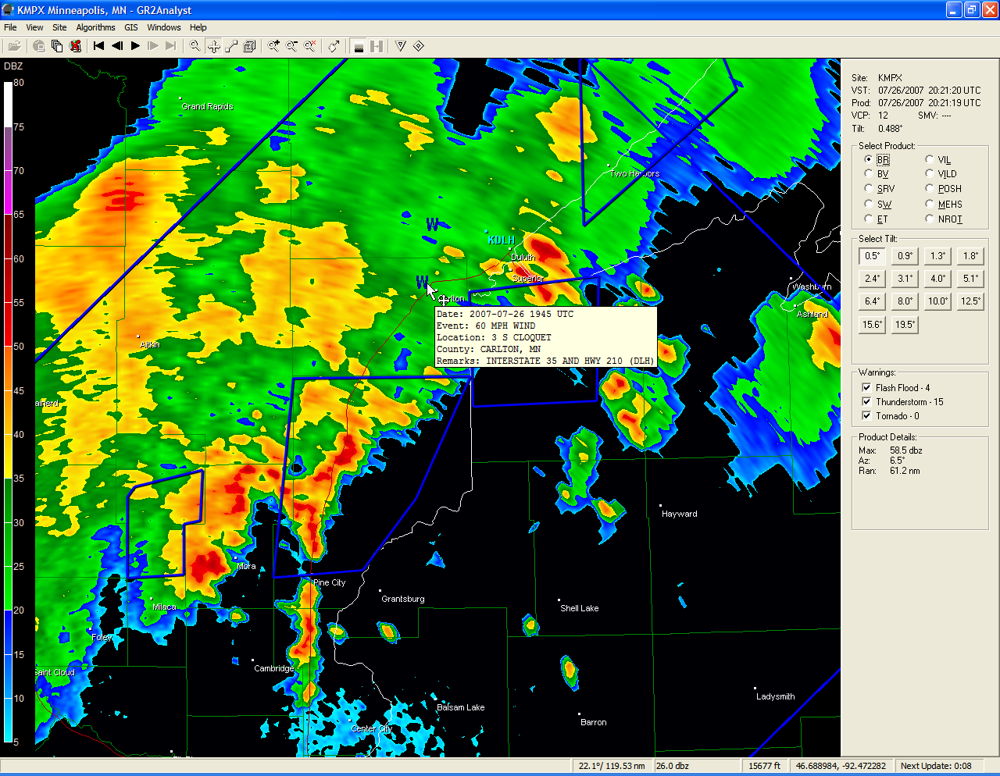 KMPX Minneapolis, MN - GR2Analyst
File View Site Algorithms GIS Windows Help
DBZ
80
75
70
65
60
55
50
45
40
35
30
25
20
15
10
5
Grand Rapids
Two Harbors
W
KDLH
Duluth
Superior
W
Carlton
Washburn
Ashland
Aitkin
Date: 2007-07-26 1945 UTC
Event: 60 MPH WIND
Location: 3 S CLOQUET
County: CARLTON, MN
Remarks: INTERSTATE 35 AND HWY 210 (DLH)
ainerd
Hayward
Mora
Pine City
Grantsburg
Milaca
Shell Lake
Foley
Saint Cloud
Cambridge
Ladysmith
Balsam Lake
Barron
Center City
Site: KMPX
VST: 07/26/2007 20:21:20 UTC
Prod: 07/26/2007 20:21:19 UTC
VCP: 12 SMV: ----
Tilt: 0.488°
Select Product:
BR VIL
BV VILD
SRV POSH
SW MEHS
ET NROT
Select Tilt:
0.5° 0.9° 1.3° 1.8°
2.4° 3.1° 4.0° 5.1°
6.4° 8.0° 10.0° 12.5°
15.6° 19.5°
Warnings:
Flash Flood - 4
Thunderstorm - 15
Tornado - 0
Product Details:
Max: 58.5 dbz
Az: 6.5°
Ran: 61.2 nm
22.1°/ 119.53 nm 26.0 dbz 15677 ft 46.688984, -92.472282 Next Update: 0:08